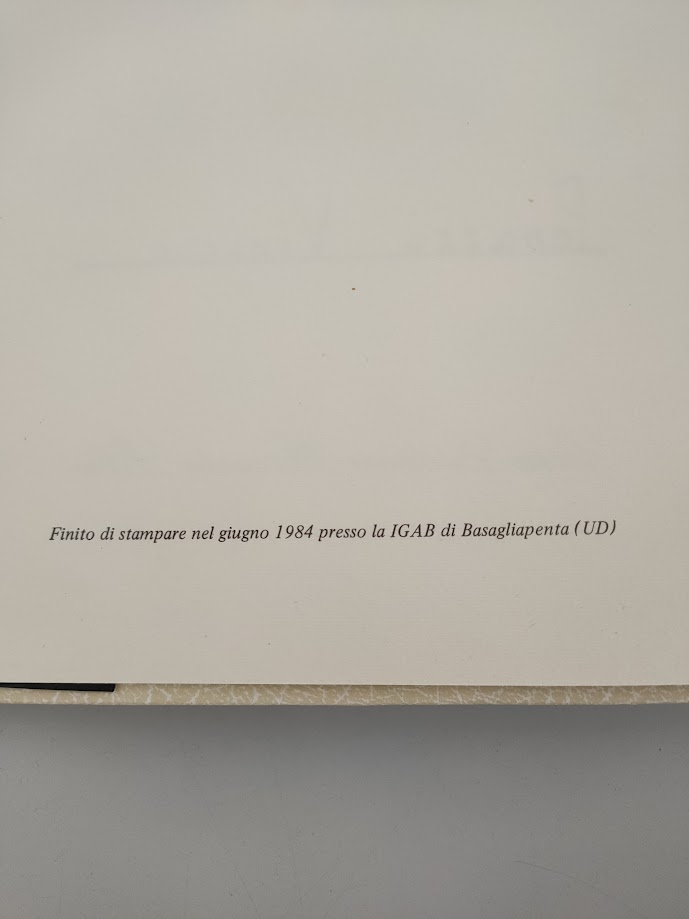 Finito di stampare nel giugno 1984 presso la IGAB di Basagliapenta (UD)